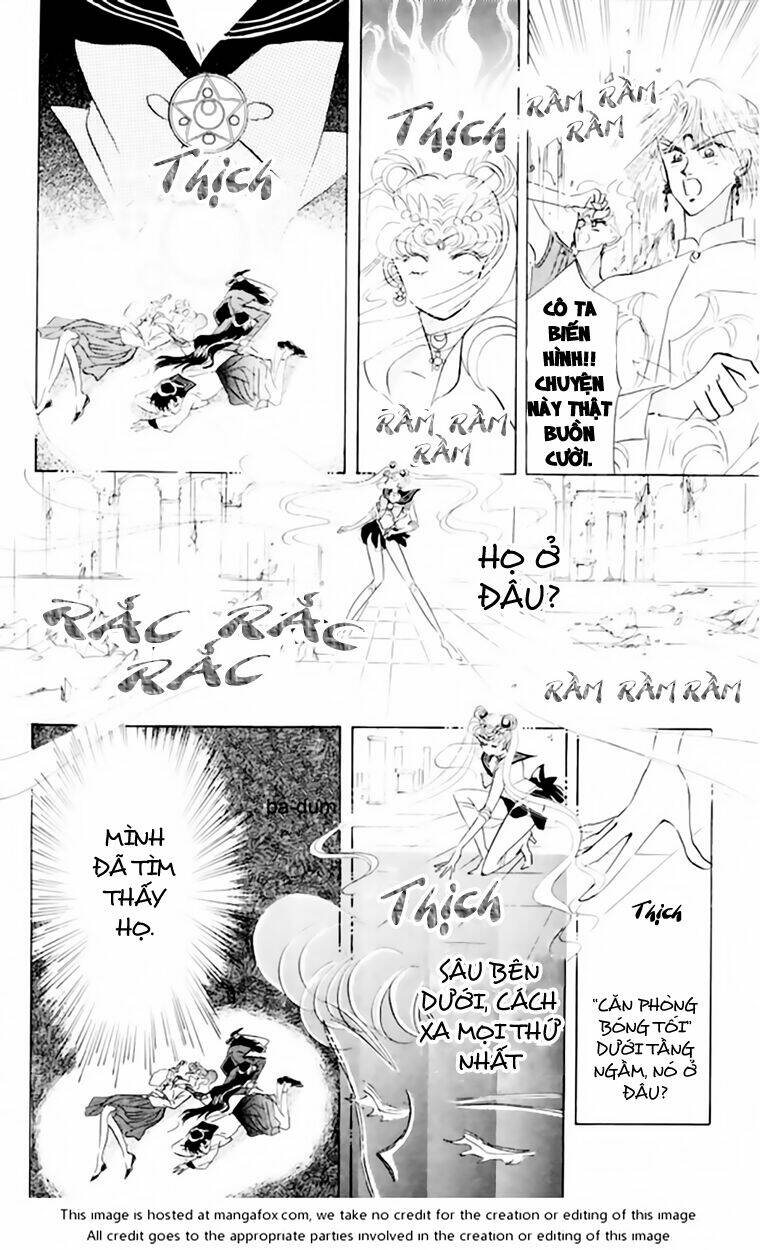 RẦM RẦM
RẦM
CÔ TA
BIẾN
HÌNH!!
CHUYỆN
NÀY THẬT
BUỒN
CƯỜI.
Thịch
RẦM RẦM
RẦM
Thịch
HỌ Ở
ĐÂU?
RẮC RẮC
RẮC
RẦM RẦM RẦM
Thịch
"CĂN PHÒNG
BÓNG TỐI"
DƯỚI TẦNG
NGẦM, NÓ Ở
ĐÂU?
Thịch
SÂU BÊN
DƯỚI, CÁCH
XA MỌI THỨ
NHẤT
ba-dum
MÌNH
ĐÃ TÌM
THẤY
HỌ.
This image is hosted at mangafox.com, we take no credit for the creation or editing of this image
All credit goes to the appropriate parties involved in the creation or editing of this image